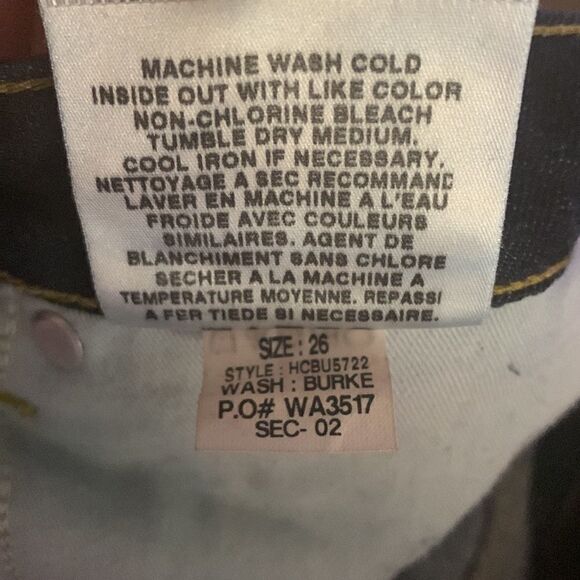 MACHINE WASH COLD
INSIDE OUT WITH LIKE COLOR
NON-CHLORINE BLEACH
TUMBLE DRY MEDIUM.
COOL IRON IF NECESSARY.
NETTOYAGE A SEC RECOMMAND
LAVER EN MACHINE A L'EAU
FROIDE AVEC COULEURS
SIMILAIRES. AGENT DE
BLANCHIMENT SANS CHLORE
SECHER A LA MACHINE A
TEMPERATURE MOYENNE. REPASSI
A FER TIEDE SI NECESSAIRE.
SIZE : 26
STYLE : HCBU5722
WASH : BURKE
P.O# WA3517
SEC- 02